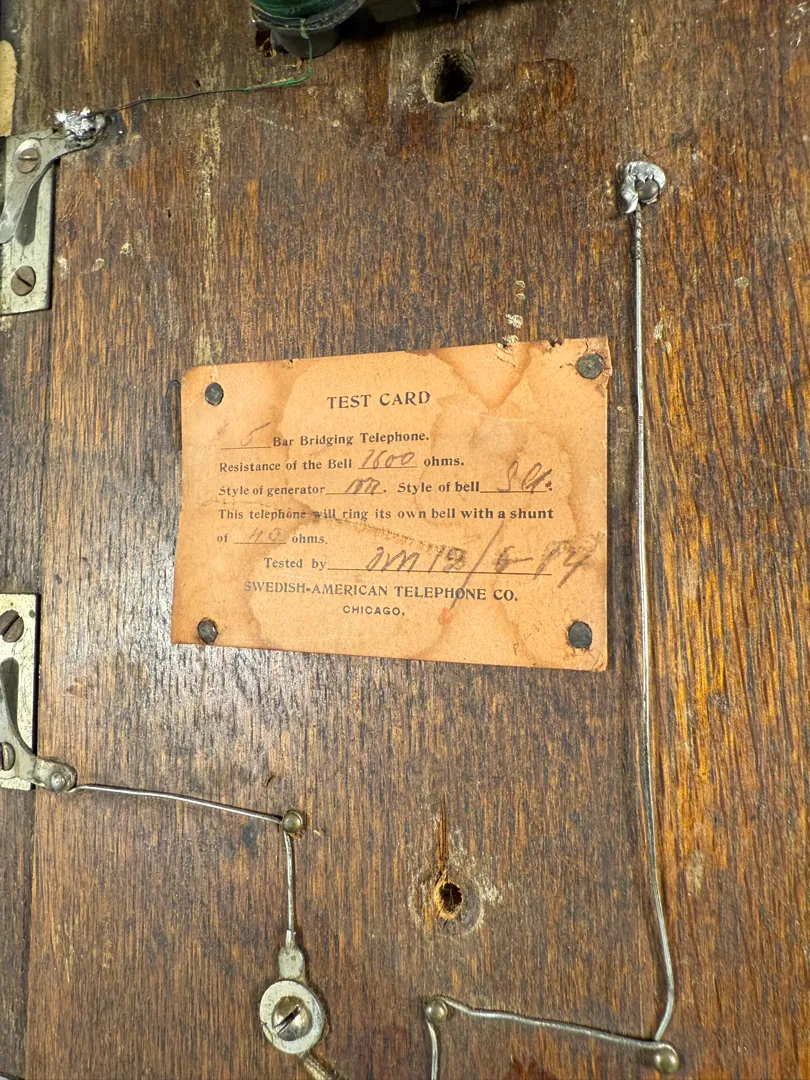 TEST CARD
5 Bar Bridging Telephone.
Resistance of the Bell 1600 ohms.
Style of generator . Style of bell .
This telephone will ring its own bell with a shunt
of 40 ohms.
Tested by
SWEDISH-AMERICAN TELEPHONE CO.
CHICAGO.